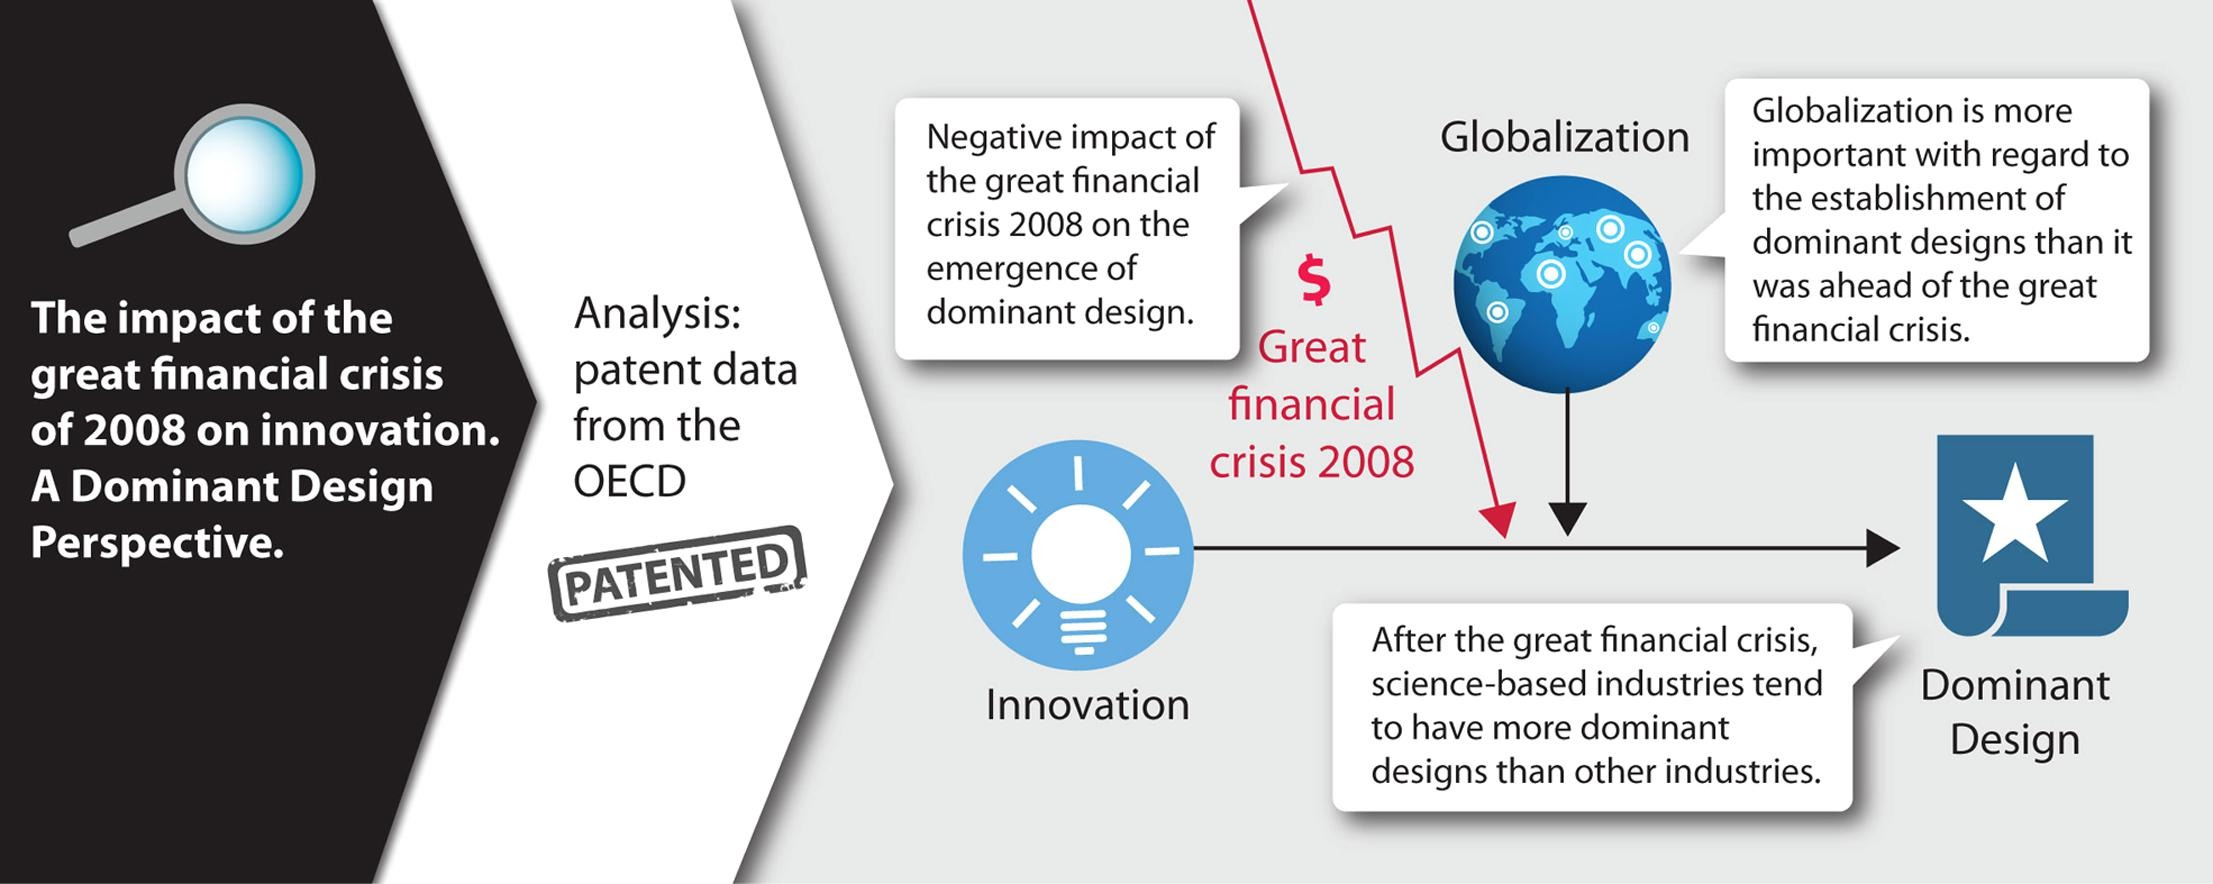 The impact of the
great financial crisis
of 2008 on innovation.
A Dominant Design
Perspective.
Analysis:
patent data
from the
OECD
PATENTED
Negative impact of
the great financial
crisis 2008 on the
emergence of
dominant design.
$
Great
financial
crisis 2008
Globalization
Globalization is more
important with regard to
the establishment of
dominant designs than it
was ahead of the great
financial crisis.
Innovation
After the great financial crisis,
science-based industries tend
to have more dominant
designs than other industries.
Dominant
Design